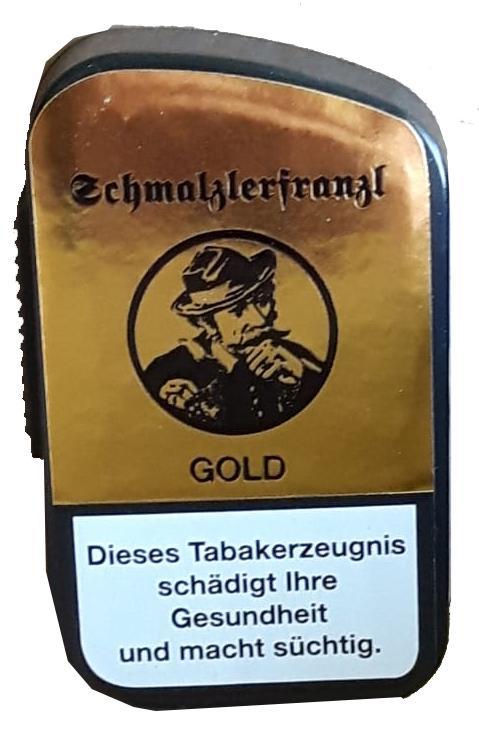 Schmalzlerfranzl
GOLD
Dieses Tabakerzeugnis
schädigt Ihre
Gesundheit
und macht süchtig.